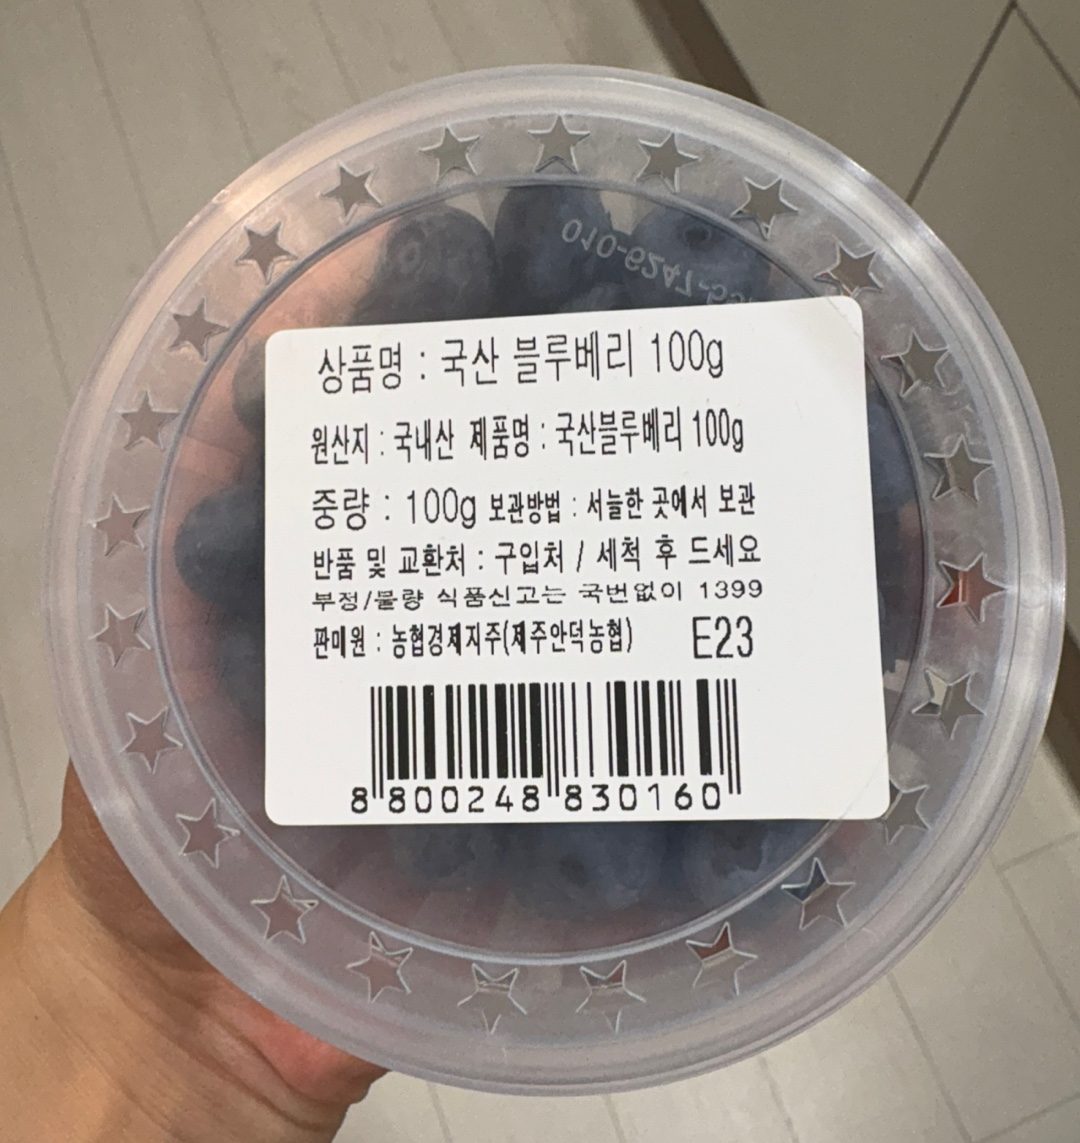 상품명 : 국산 블루베리 100g
원산지 : 국내산 제품명 : 국산블루베리 100g
중량 : 100g 보관방법 : 서늘한 곳에서 보관
반품 및 교환처 : 구입처 / 세척 후 드세요
부정/불량 식품신고는 국번없이 1399
판매원 : 농협경제지주(제주안덕농협) E23
8 800248 830160